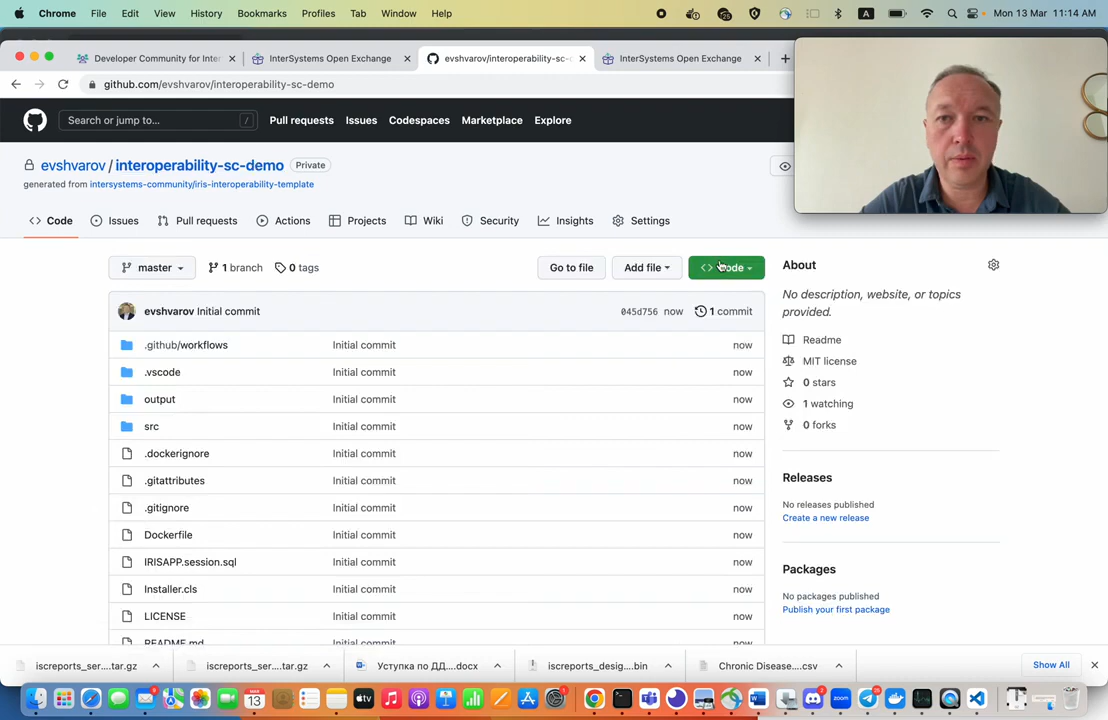 Chrome File Edit View History Bookmarks Profiles Tab Window Help A Mon 13 Mar 11:14 AM
Developer Community for Inter InterSystems Open Exchange evshvarov/interoperability-sc- InterSystems Open Exchange
github.com/evshvarov/interoperability-sc-demo
Search or jump to... / Pull requests Issues Codespaces Marketplace Explore
evshvarov / interoperability-sc-demo Private
generated from intersystems-community/iris-interoperability-template
Code Issues Pull requests Actions Projects Wiki Security Insights Settings
master 1 branch 0 tags Go to file Add file Code About
No description, website, or topics
provided.
evshvarov Initial commit 045d756 now 1 commit
.github/workflows Initial commit now
Readme
MIT license
.vscode Initial commit now
0 stars
output Initial commit now
1 watching
src Initial commit now
0 forks
.dockerignore Initial commit now
.gitattributes Initial commit now
Releases
No releases published
.gitignore Initial commit now
Create a new release
Dockerfile Initial commit now
IRISAPP.session.sql Initial commit now
Packages
Installer.cls Initial commit now
No packages published
Publish your first package
LICENSE Initial commit now
README.md Initial commit now
iscreports_ser....tar.gz iscreports_ser....tar.gz Уступка по ДД....docx iscreports_desig....bin Chronic Disease....csv Show All